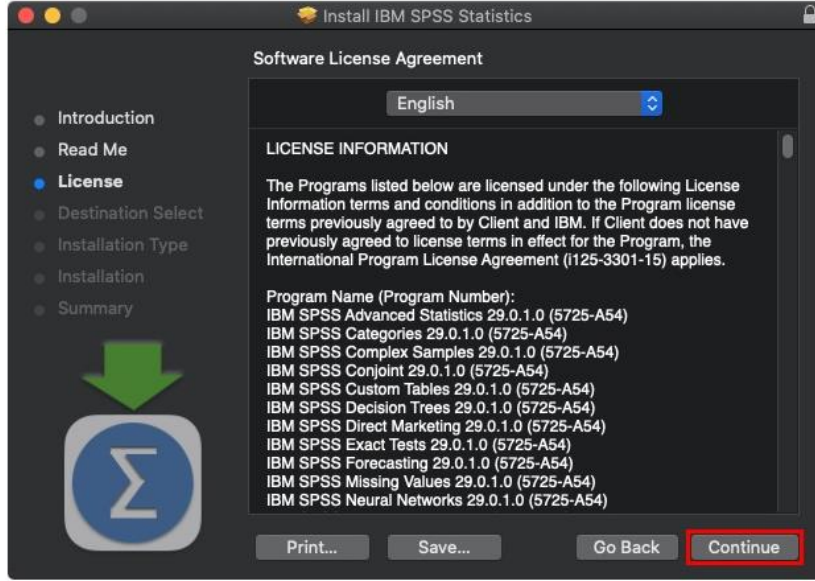 Install IBM SPSS Statistics
Software License Agreement
Introduction
Read Me
License
Destination Select
Installation Type
Installation
Summary
English
LICENSE INFORMATION
The Programs listed below are licensed under the following License
Information terms and conditions in addition to the Program license
terms previously agreed to by Client and IBM. If Client does not have
previously agreed to license terms in effect for the Program, the
International Program License Agreement (i125-3301-15) applies.
Program Name (Program Number):
IBM SPSS Advanced Statistics 29.0.1.0 (5725-A54)
IBM SPSS Categories 29.0.1.0 (5725-A54)
IBM SPSS Complex Samples 29.0.1.0 (5725-A54)
IBM SPSS Conjoint 29.0.1.0 (5725-A54)
IBM SPSS Custom Tables 29.0.1.0 (5725-A54)
IBM SPSS Decision Trees 29.0.1.0 (5725-A54)
IBM SPSS Direct Marketing 29.0.1.0 (5725-A54)
IBM SPSS Exact Tests 29.0.1.0 (5725-A54)
IBM SPSS Forecasting 29.0.1.0 (5725-A54)
IBM SPSS Missing Values 29.0.1.0 (5725-A54)
IBM SPSS Neural Networks 29.0.1.0 (5725-A54)
Σ
Print... Save... Go Back Continue